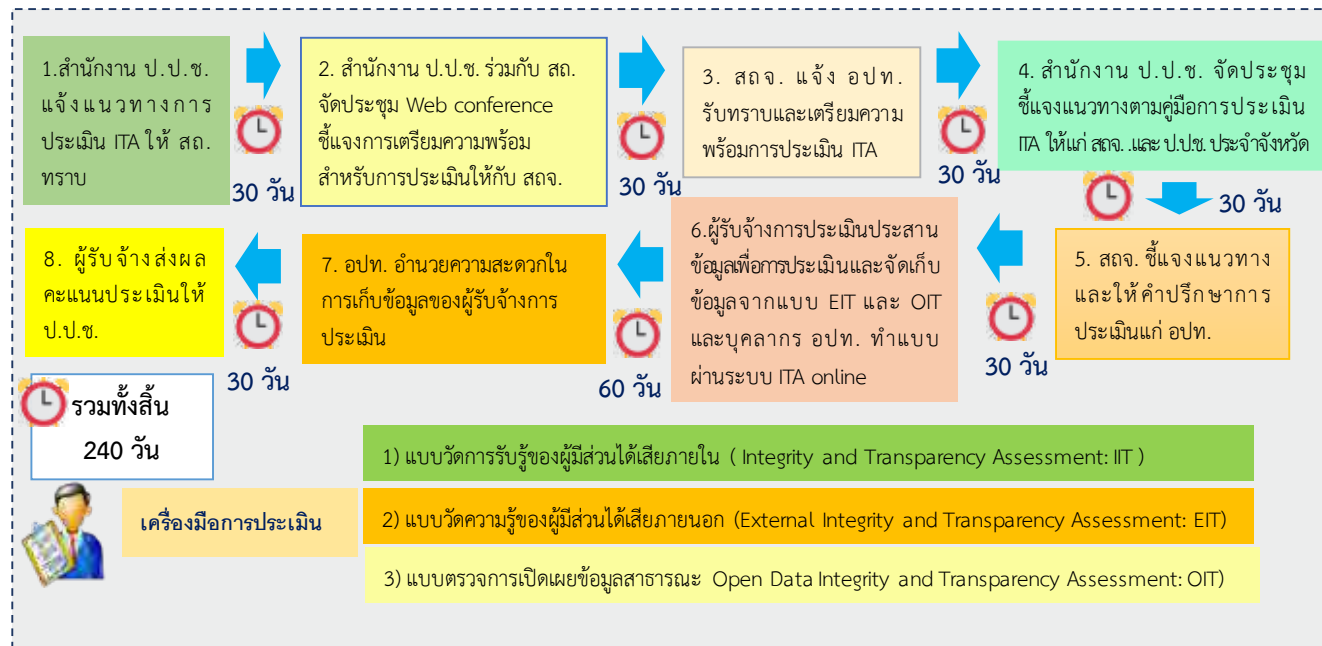 1.สำนักงาน ป.ป.ช.
แจ้งแนวทางการ
ประเมิน ITA ให้ สถ.
ทราบ
30 วัน
2. สำนักงาน ป.ป.ช. ร่วมกับ สถ.
จัดประชุม Web conference
ชี้แจงการเตรียมความพร้อม
สำหรับการประเมินให้กับ สถจ.
30 วัน
3. สถจ. แจ้ง อปท.
รับทราบและเตรียมความ
พร้อมการประเมิน ITA
30 วัน
4. สำนักงาน ป.ป.ช. จัดประชุม
ชี้แจงแนวทางตามคู่มือการประเมิน
ITA ให้แก่ สถจ. .และ ป.ป.ช. ประจำจังหวัด
30 วัน
5. สถจ. ชี้แจงแนวทาง
และให้คำปรึกษาการ
ประเมินแก่ อปท.
30 วัน
6.ผู้รับจ้างการประเมินประสาน
ข้อมูลเพื่อการประเมินและจัดเก็บ
ข้อมูลจากแบบ EIT และ OIT
และบุคลากร อปท. ทำแบบ
ผ่านระบบ ITA online
60 วัน
7. อปท. อำนวยความสะดวกใน
การเก็บข้อมูลของผู้รับจ้างการ
ประเมิน
30 วัน
8. ผู้รับจ้างส่งผล
คะแนนประเมินให้
ป.ป.ช.
รวมทั้งสิ้น
240 วัน
เครื่องมือการประเมิน
1) แบบวัดการรับรู้ของผู้มีส่วนได้เสียภายใน ( Integrity and Transparency Assessment: IIT )
2) แบบวัดความรู้ของผู้มีส่วนได้เสียภายนอก (External Integrity and Transparency Assessment: EIT)
3) แบบตรวจการเปิดเผยข้อมูลสาธารณะ Open Data Integrity and Transparency Assessment: OIT)